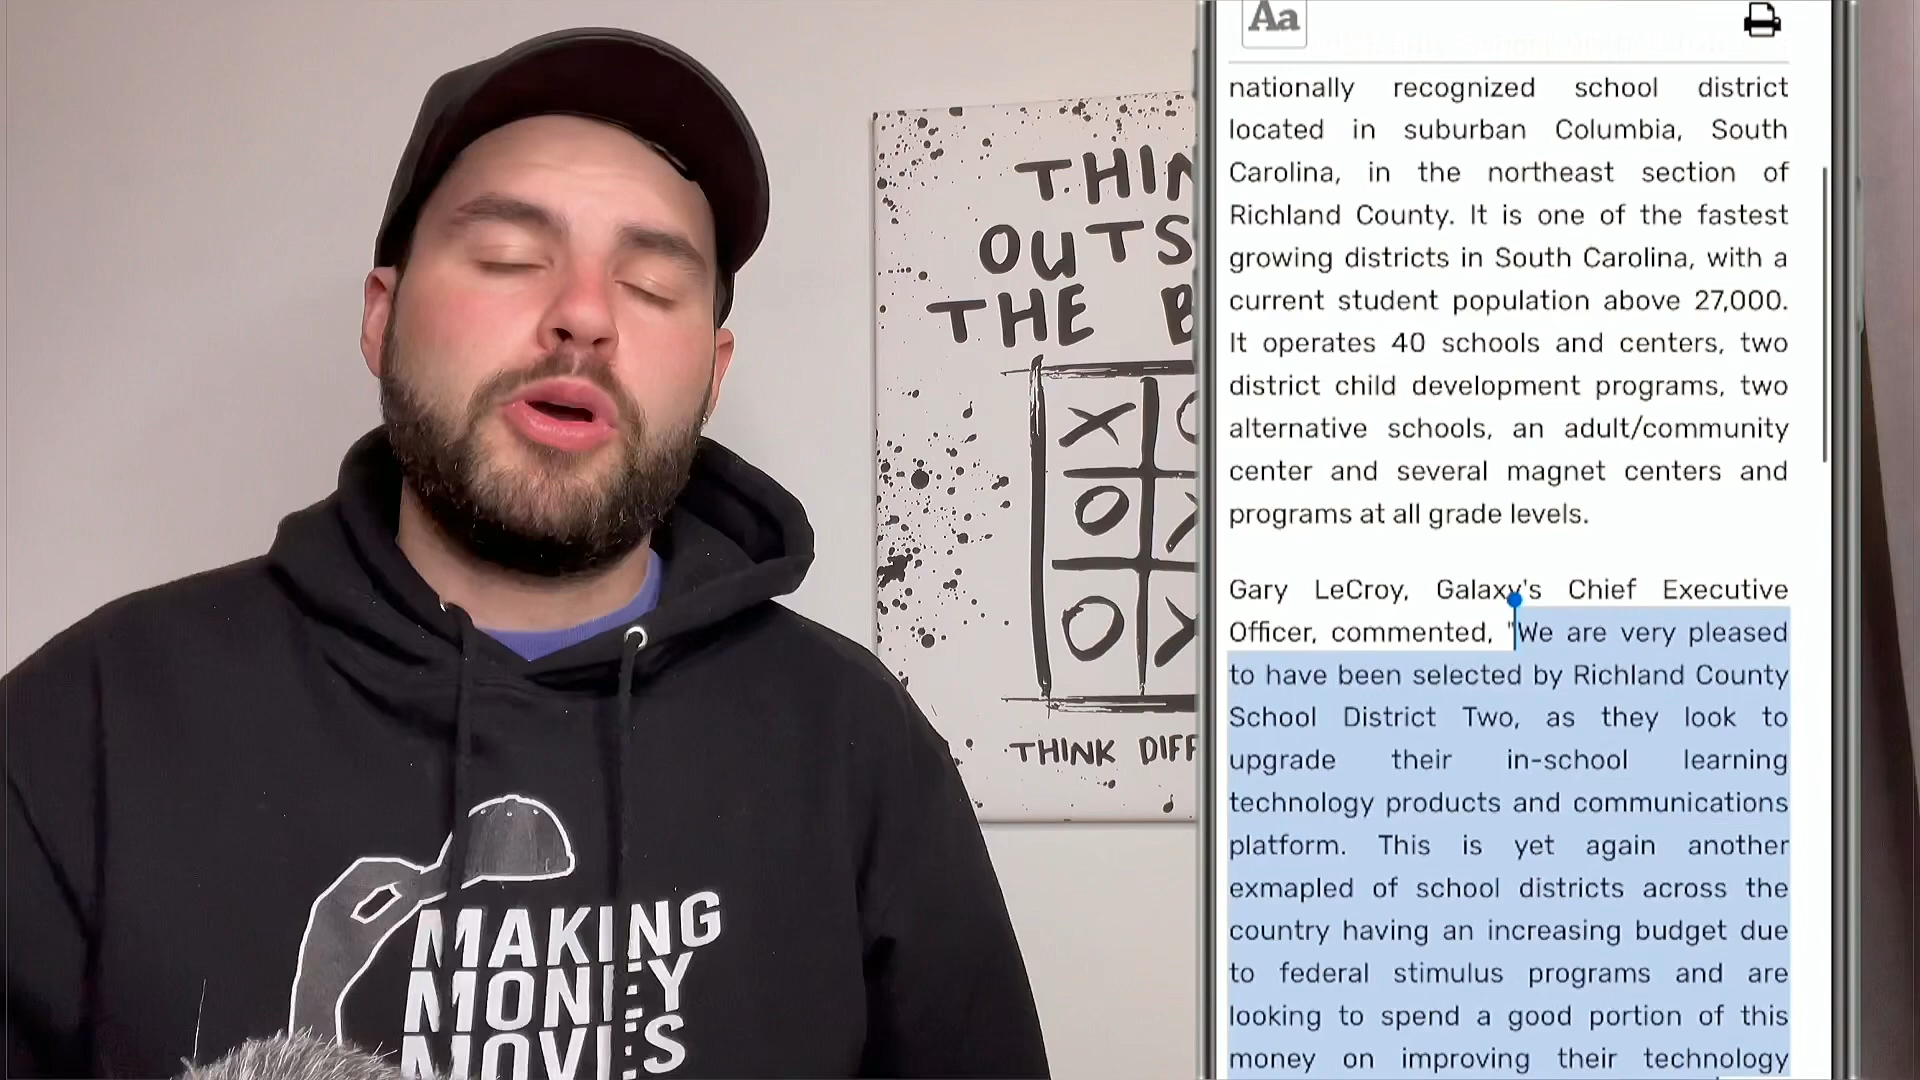 THIN
OUTS
THE B
X
O
O
THINK DIFF
MAKING
MONEY
MOVES
Aa
nationally recognized school district
located in suburban Columbia, South
Carolina, in the northeast section of
Richland County. It is one of the fastest
growing districts in South Carolina, with a
current student population above 27,000.
It operates 40 schools and centers, two
district child development programs, two
alternative schools, an adult/community
center and several magnet centers and
programs at all grade levels.
Gary LeCroy, Galaxy's Chief Executive
Officer, commented, "We are very pleased
to have been selected by Richland County
School District Two, as they look to
upgrade their in-school learning
technology products and communications
platform. This is yet again another
exmapled of school districts across the
country having an increasing budget due
to federal stimulus programs and are
looking to spend a good portion of this
money on improving their technology